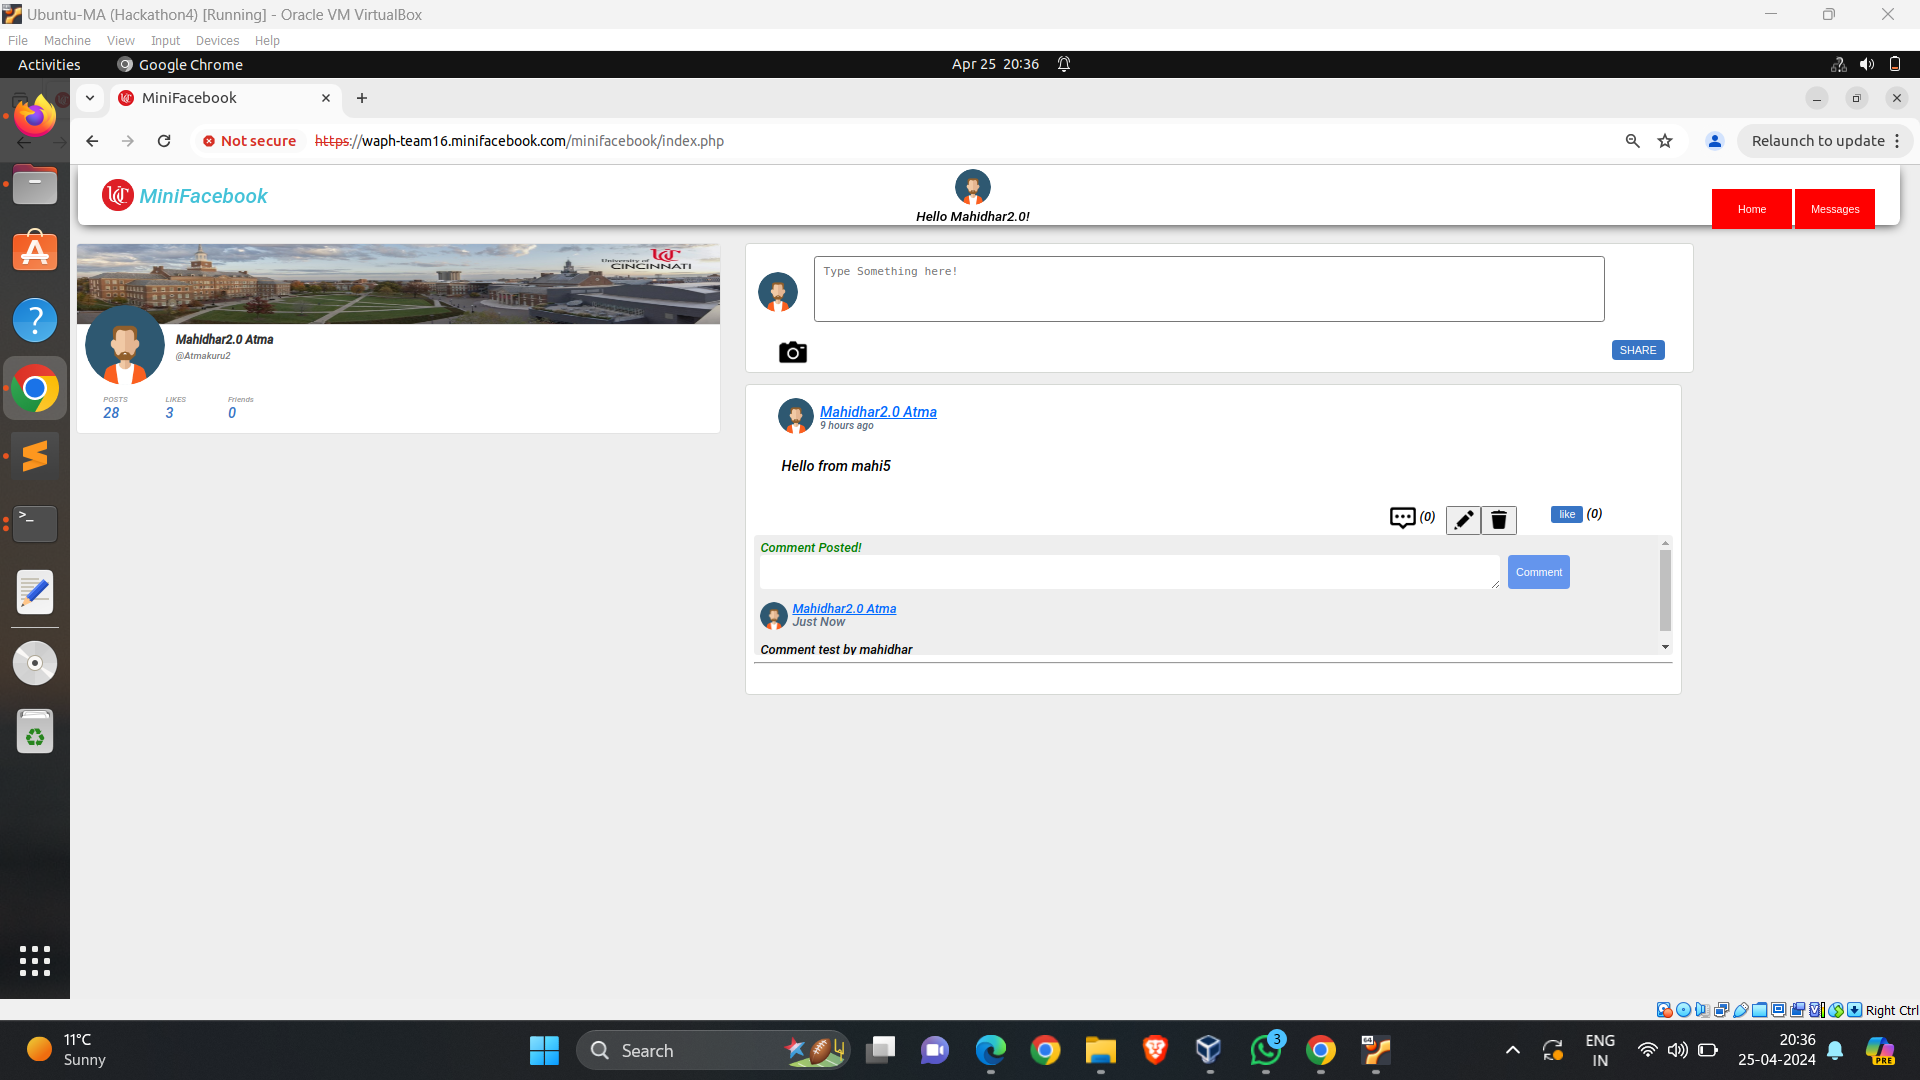 Ubuntu-MA (Hackathon4) [Running] - Oracle VM VirtualBox
File Machine View Input Devices Help
Activities Google Chrome Apr 25 20:36
MiniFacebook
Not secure https://waph-team16.minifacebook.com/minifacebook/index.php Relaunch to update
MiniFacebook
Hello Mahidhar2.0!
Home Messages
University of
CINCINNATI
Mahidhar2.0 Atma
@Atmakuru2
POSTS LIKES Friends
28 3 0
Type Something here!
SHARE
Mahidhar2.0 Atma
9 hours ago
Hello from mahi5
(0) like (0)
Comment Posted!
Comment
Mahidhar2.0 Atma
Just Now
Comment test by mahidhar
Right Ctrl
11°C
Sunny
Search
3
64
ENG
IN
20:36
25-04-2024
PRE